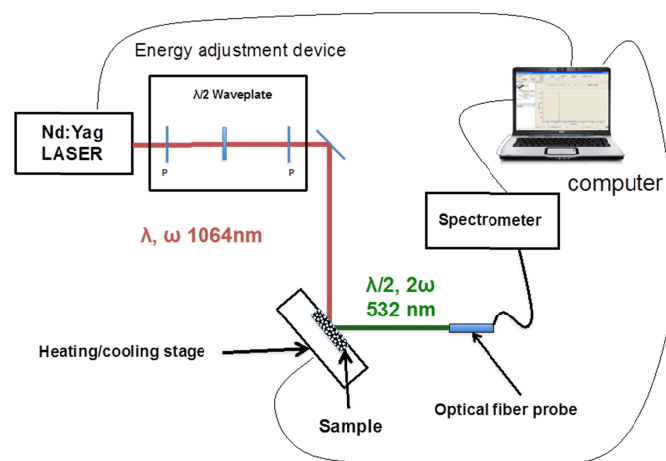 Energy adjustment device
λ/2 Waveplate
Nd:Yag
LASER
P
P
computer
Spectrometer
λ, ω 1064nm
λ/2, 2ω
532 nm
Heating/cooling stage
Sample
Optical fiber probe